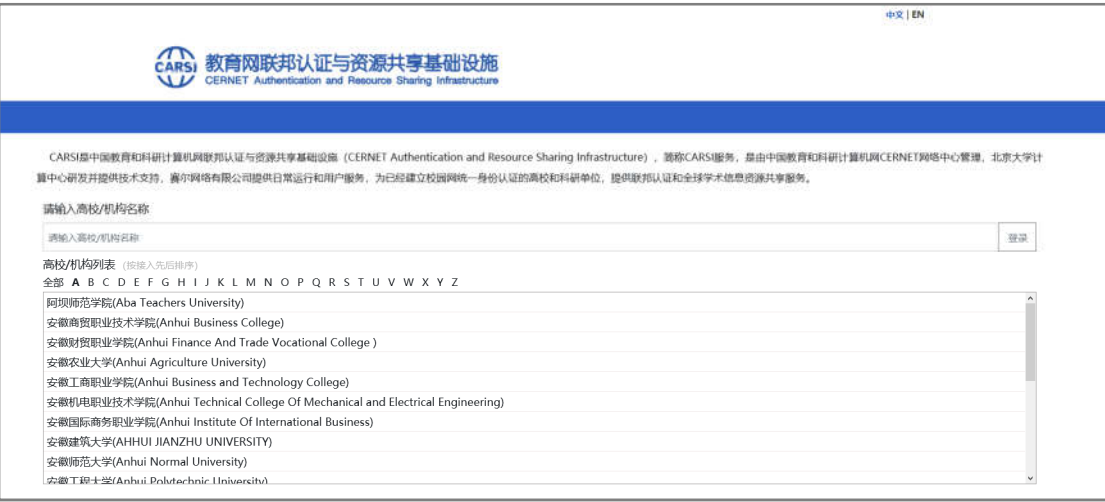 中文 | EN
CARSI 教育网联邦认证与资源共享基础设施
CERNET Authentication and Resource Sharing Infrastructure
CARSI是中国教育和科研计算机网联邦认证与资源共享基础设施（CERNET Authentication and Resource Sharing Infrastructure），简称CARSI服务，是由中国教育和科研计算机网CERNET网络中心管理，北京大学计
算中心研发并提供技术支持，赛尔网络有限公司提供日常运行和用户服务，为已经建立校园网统一身份认证的高校和科研单位，提供联邦认证和全球学术信息资源共享服务。
请输入高校/机构名称
请输入高校/机构名称
登录
高校/机构列表 (按接入先后排序)
全部 A B C D E F G H I J K L M N O P Q R S T U V W X Y Z
阿坝师范学院(Aba Teachers University)
安徽商贸职业技术学院(Anhui Business College)
安徽财贸职业学院(Anhui Finance And Trade Vocational College )
安徽农业大学(Anhui Agriculture University)
安徽工商职业学院(Anhui Business and Technology College)
安徽机电职业技术学院(Anhui Technical College Of Mechanical and Electrical Engineering)
安徽国际商务职业学院(Anhui Institute Of International Business)
安徽建筑大学(AHHUI JIANZHU UNIVERSITY)
安徽师范大学(Anhui Normal University)
安徽工程大学(Anhui Polytechnic University)